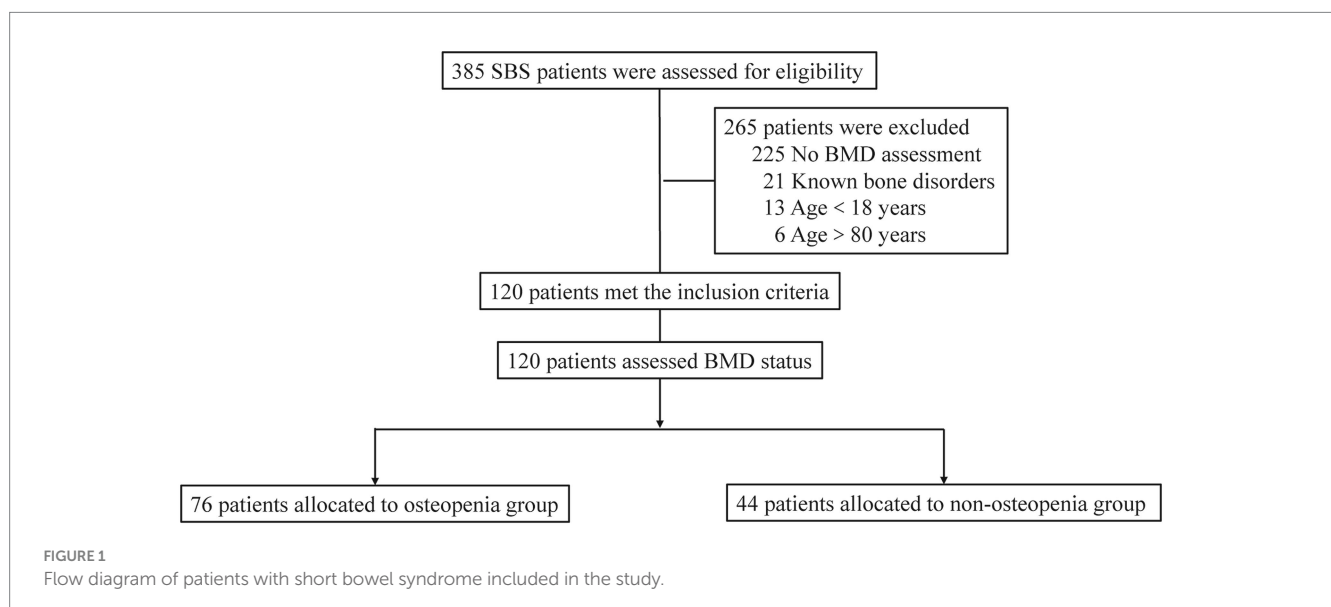 385 SBS patients were assessed for eligibility
265 patients were excluded
225 No BMD assessment
21 Known bone disorders
13 Age < 18 years
6 Age > 80 years
120 patients met the inclusion criteria
120 patients assessed BMD status
76 patients allocated to osteopenia group
44 patients allocated to non-osteopenia group
FIGURE 1
Flow diagram of patients with short bowel syndrome included in the study.